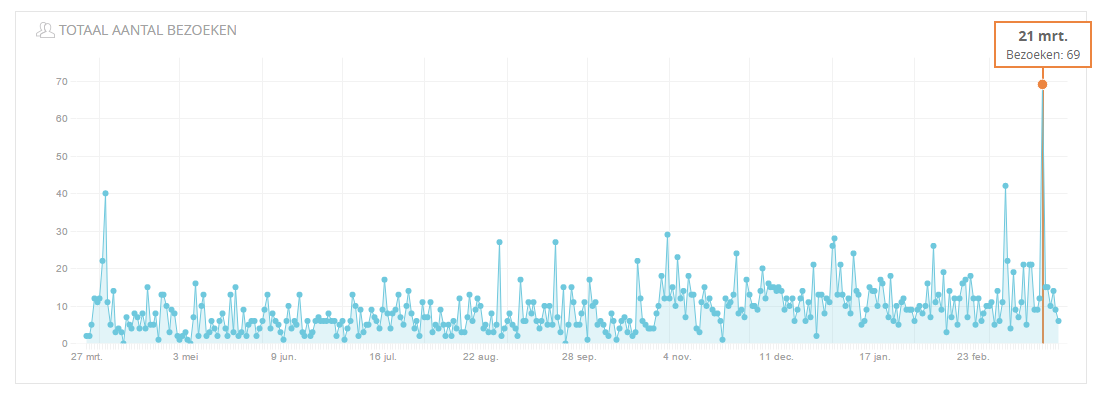 TOTAAL AANTAL BEZOEKEN
21 mrt.
Bezoeken: 69
70
60
50
40
30
20
10
0
27 mrt.
3 mei
9 jun.
16 jul.
22 aug.
28 sep.
4 nov.
11 dec.
17 jan.
23 feb.